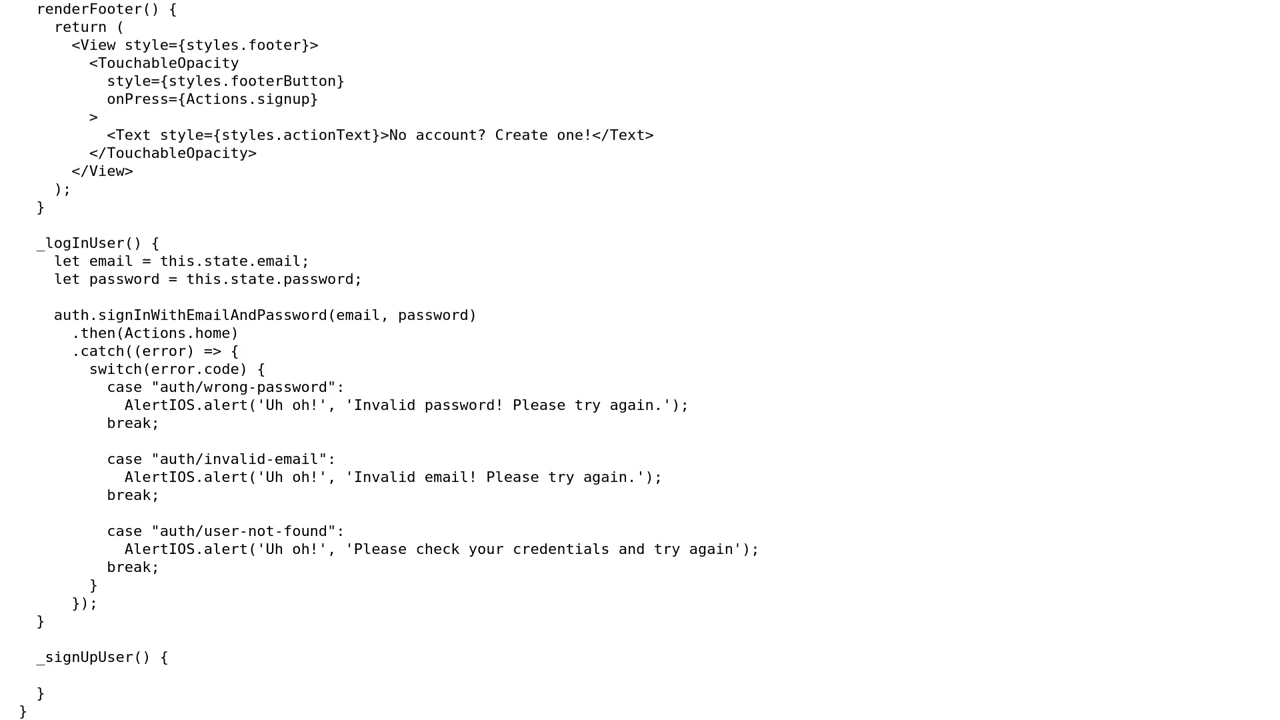 renderFooter() {
return (
<View style={styles.footer}>
<TouchableOpacity
style={styles.footerButton}
onPress={Actions.signup}
>
<Text style={styles.actionText}>No account? Create one!</Text>
</TouchableOpacity>
</View>
);
}
_logInUser() {
let email = this.state.email;
let password = this.state.password;
auth.signInWithEmailAndPassword(email, password)
.then(Actions.home)
.catch((error) => {
switch(error.code) {
case "auth/wrong-password":
AlertIOS.alert('Uh oh!', 'Invalid password! Please try again.');
break;
case "auth/invalid-email":
AlertIOS.alert('Uh oh!', 'Invalid email! Please try again.');
break;
case "auth/user-not-found":
AlertIOS.alert('Uh oh!', 'Please check your credentials and try again');
break;
}
});
}
_signUpUser() {
}
}